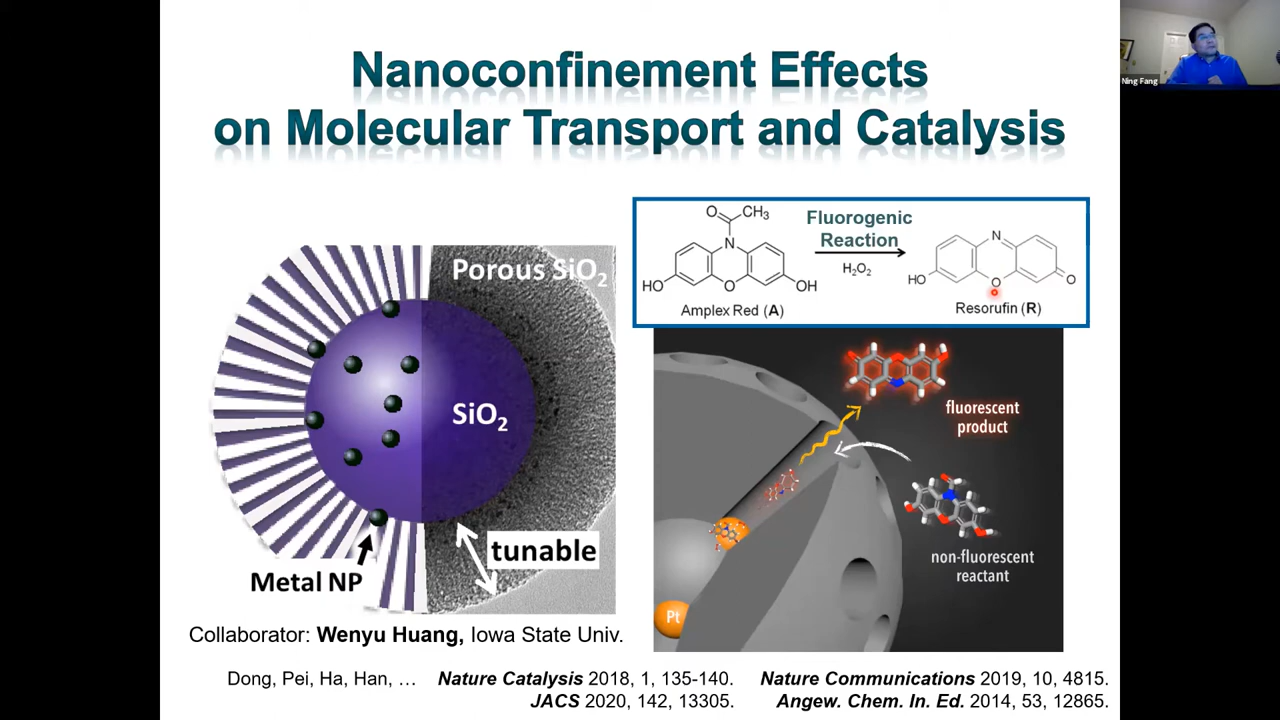 Nanoconfinement Effects
on Molecular Transport and Catalysis
Ning Fang
Porous SiO₂
SiO₂
tunable
Metal NP
Collaborator: Wenyu Huang, Iowa State Univ.
O
CH₃
N
HO
O
OH
Amplex Red (A)
Fluorogenic
Reaction
H₂O₂
N
HO
O
O
Resorufin (R)
fluorescent
product
non-fluorescent
reactant
Pt
Dong, Pei, Ha, Han, … Nature Catalysis 2018, 1, 135-140. Nature Communications 2019, 10, 4815.
JACS 2020, 142, 13305. Angew. Chem. In. Ed. 2014, 53, 12865.